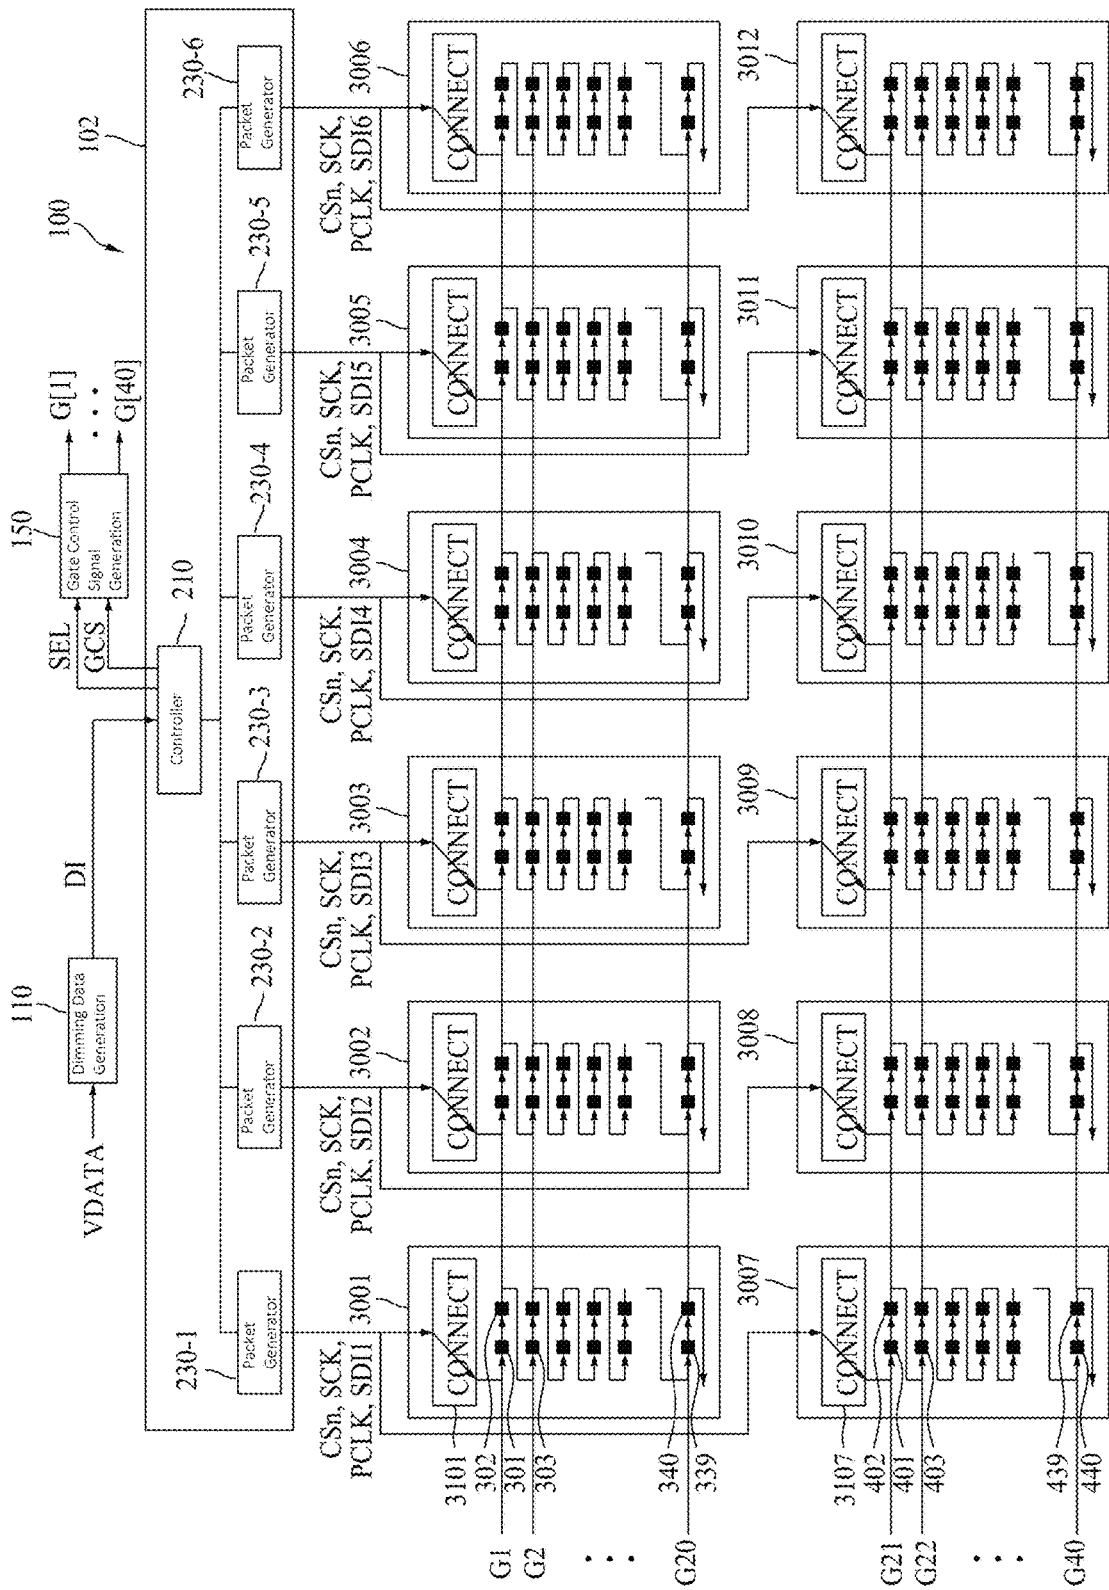 100
102
150
Gate Control
Signal
Generation
G[1]
G[40]
SEL
GCS
210
Controller
DI
110
Dimming Data
Generation
VDATA
230-1
Packet
Generator
230-2
Packet
Generator
230-3
Packet
Generator
230-4
Packet
Generator
230-5
Packet
Generator
230-6
Packet
Generator
CSn, SCK,
PCLK, SDI1
CSn, SCK,
PCLK, SDI2
CSn, SCK,
PCLK, SDI3
CSn, SCK,
PCLK, SDI4
CSn, SCK,
PCLK, SDI5
CSn, SCK,
PCLK, SDI6
3001
CONNECT
3002
CONNECT
3003
CONNECT
3004
CONNECT
3005
CONNECT
3006
CONNECT
3101
302
301
303
340
339
G1
G2
G20
3007
CONNECT
3008
CONNECT
3009
CONNECT
3010
CONNECT
3011
CONNECT
3012
CONNECT
3107
402
401
403
439
440
G21
G22
G40